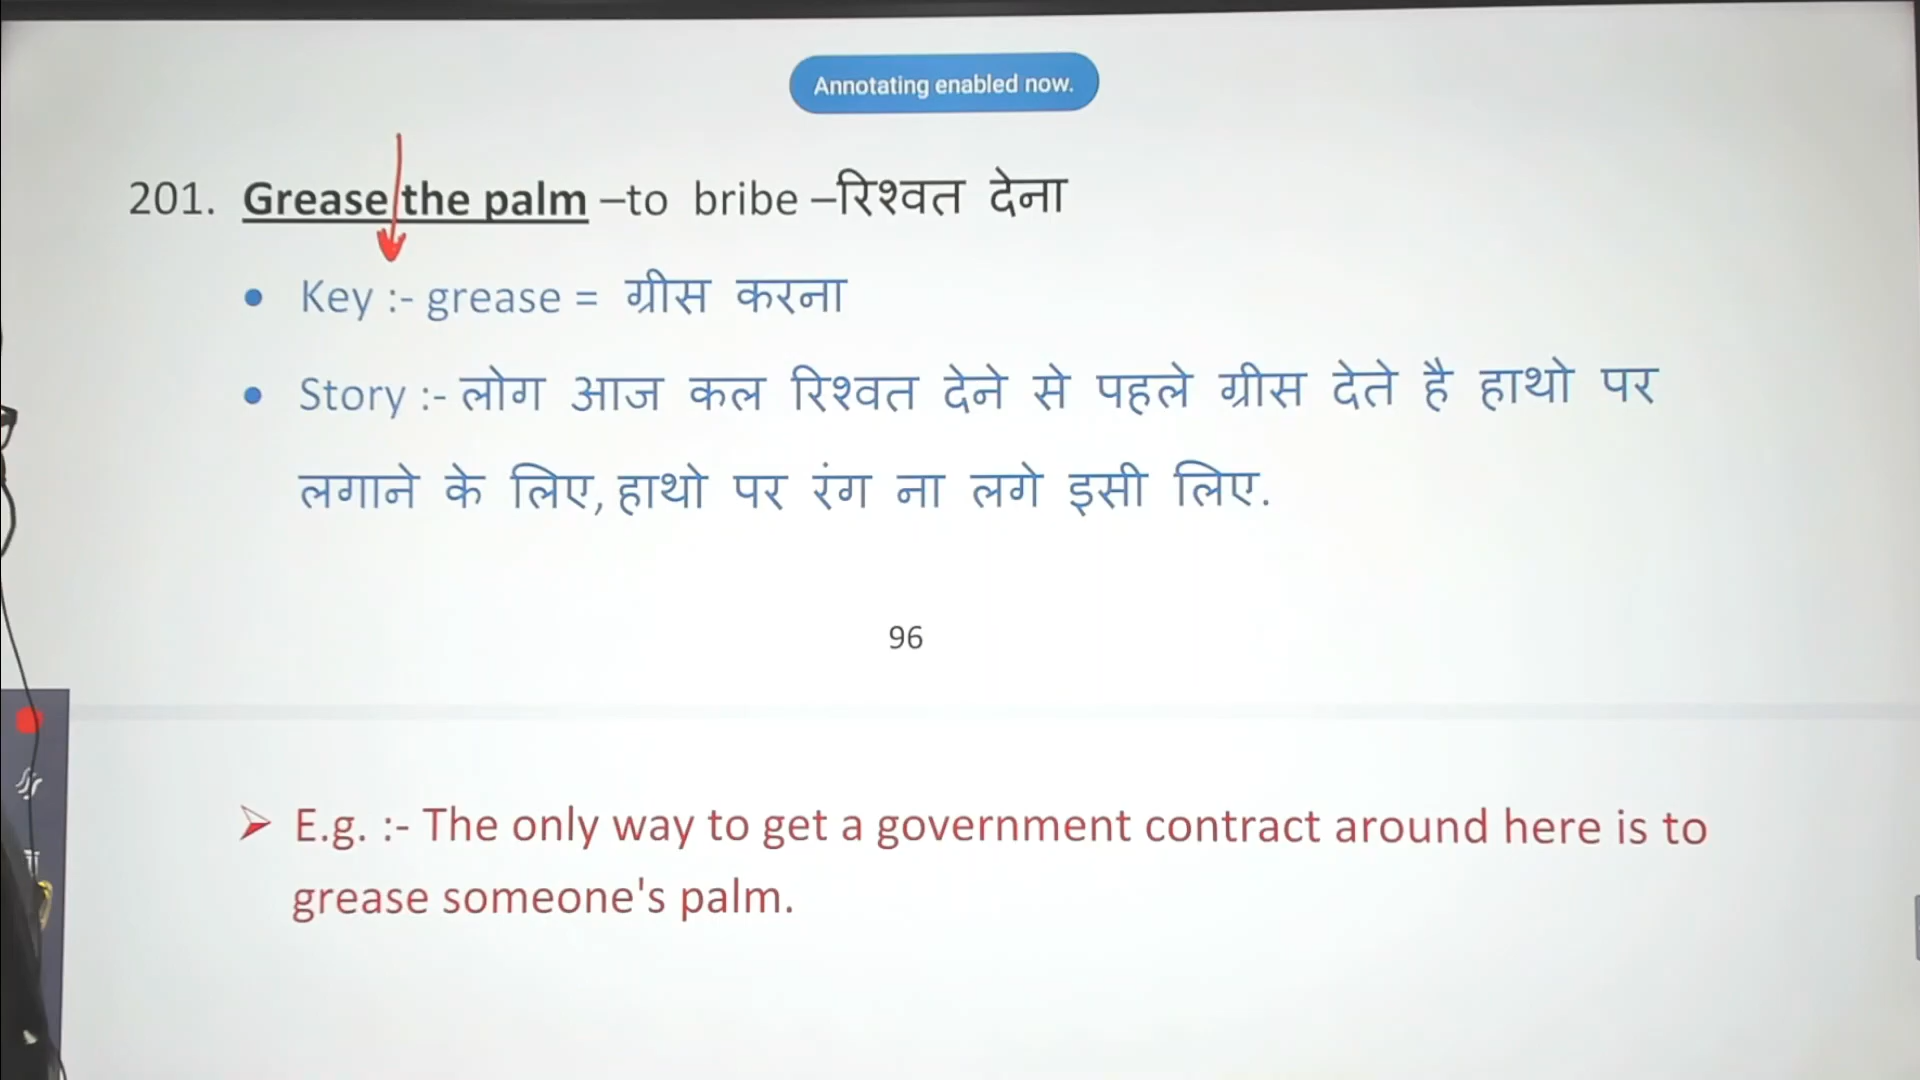 Annotating enabled now.
201. Grease the palm –to bribe –रिश्वत देना
• Key :- grease = ग्रीस करना
• Story :- लोग आज कल रिश्वत देने से पहले ग्रीस देते है हाथो पर
लगाने के लिए, हाथो पर रंग ना लगे इसी लिए.
96
➢ E.g. :- The only way to get a government contract around here is to
grease someone's palm.